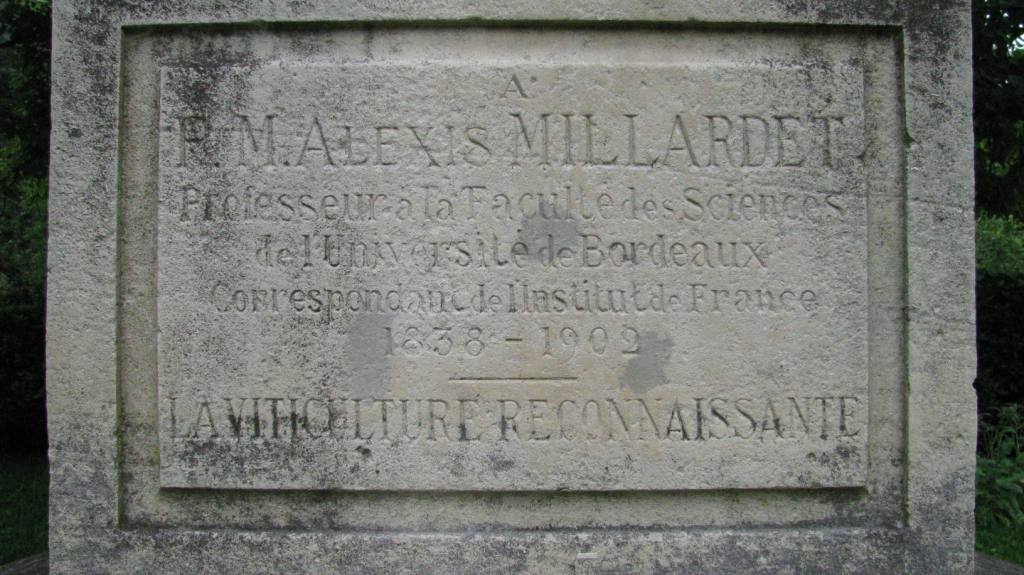 A
P. M. ALEXIS MILLARDET
Professeur à la Faculté des Sciences
de l'Université de Bordeaux
Correspondant de l'Institut de France
1838 - 1902
LA VITICULTURE RECONNAISSANTE